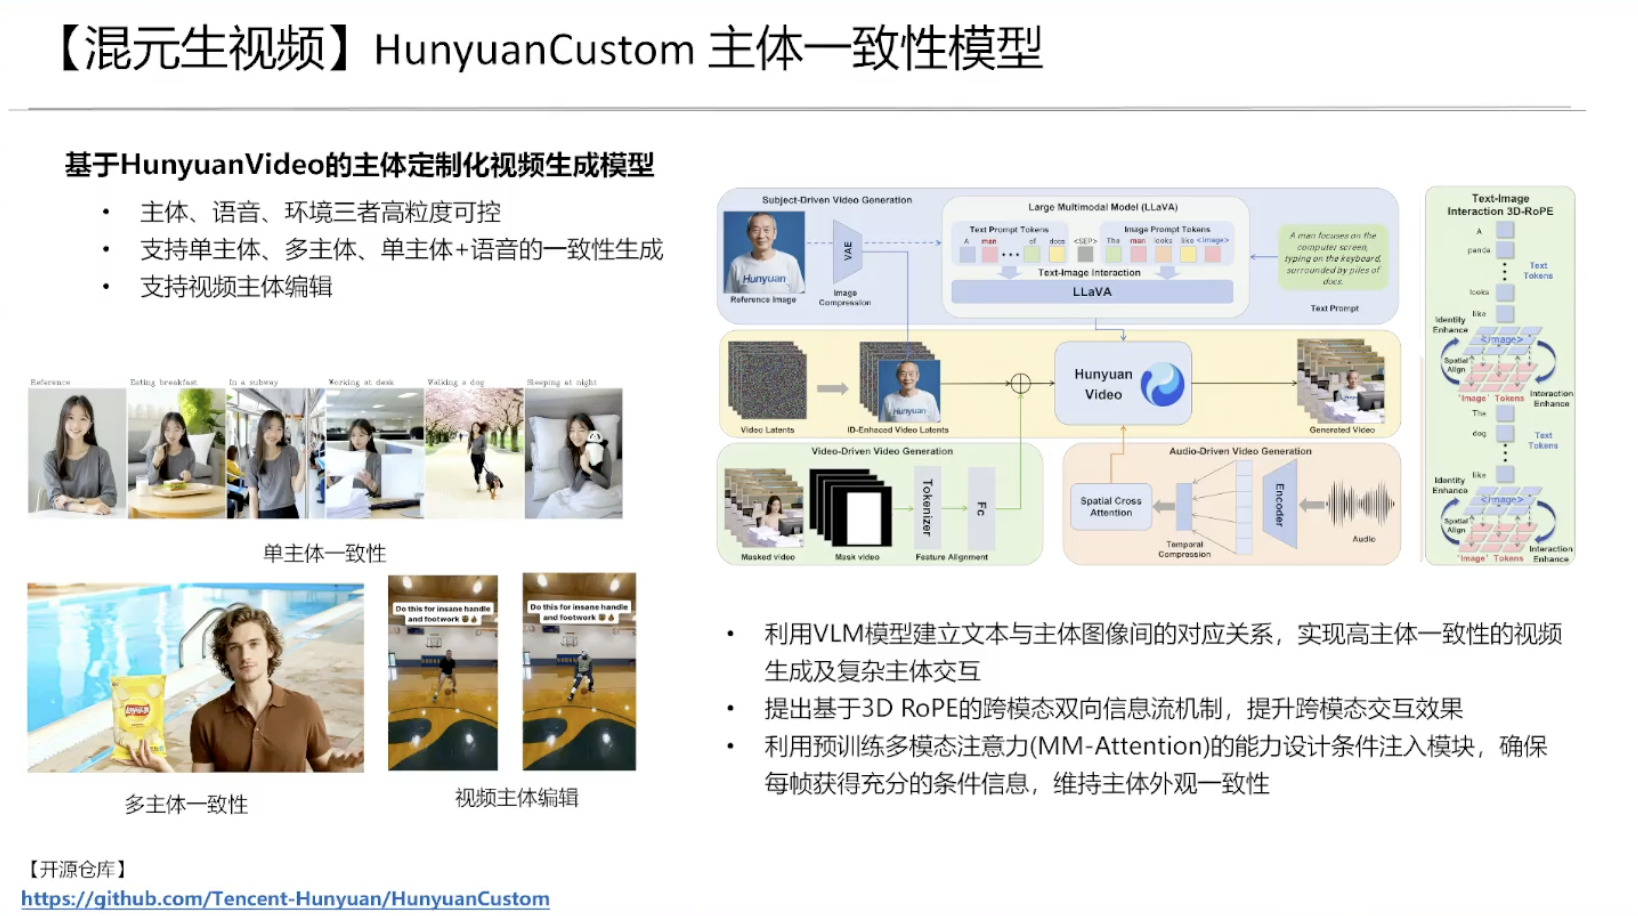 【混元生视频】HunyuanCustom 主体一致性模型
基于HunyuanVideo的主体定制化视频生成模型
• 主体、语音、环境三者高粒度可控
• 支持单主体、多主体、单主体+语音的一致性生成
• 支持视频主体编辑
Reference
Eating breakfast
In a subway
Working at desk
Walking a dog
Sleeping at night
单主体一致性
Do this for insane handle
and footwork
Do this for insane handle
and footwork
多主体一致性
视频主体编辑
【开源仓库】
https://github.com/Tencent-Hunyuan/HunyuanCustom
Subject-Driven Video Generation
Hunyuan
Reference Image
VAE
Image
Compression
Large Multimodal Model (LLaVA)
Text Prompt Tokens
Image Prompt Tokens
A man ... of docs <SEP> The man looks like <image>
Text-Image Interaction
LLaVA
A man focuses on the
computer screen,
typing on the keyboard,
surrounded by piles of
docs.
Text Prompt
Video Latents
Hunyuan
ID-Enhaced Video Latents
Hunyuan
Video
Generated Video
Video-Driven Video Generation
Masked video
Mask video
Tokenizer
Fc
Feature Alignment
Audio-Driven Video Generation
Spatial Cross
Attention
Temporal
Compression
Encoder
Audio
Text-Image
Interaction 3D-RoPE
A
panda
Text
Tokens
looks
like
Identity
Enhance
<image>
Spatial
Align
'Image' Tokens
Interaction
Enhance
The
dog
Text
Tokens
like
Identity
Enhance
<image>
Spatial
Align
'Image' Tokens
Interaction
Enhance
• 利用VLM模型建立文本与主体图像间的对应关系，实现高主体一致性的视频
生成及复杂主体交互
• 提出基于3D RoPE的跨模态双向信息流机制，提升跨模态交互效果
• 利用预训练多模态注意力(MM-Attention)的能力设计条件注入模块，确保
每帧获得充分的条件信息，维持主体外观一致性